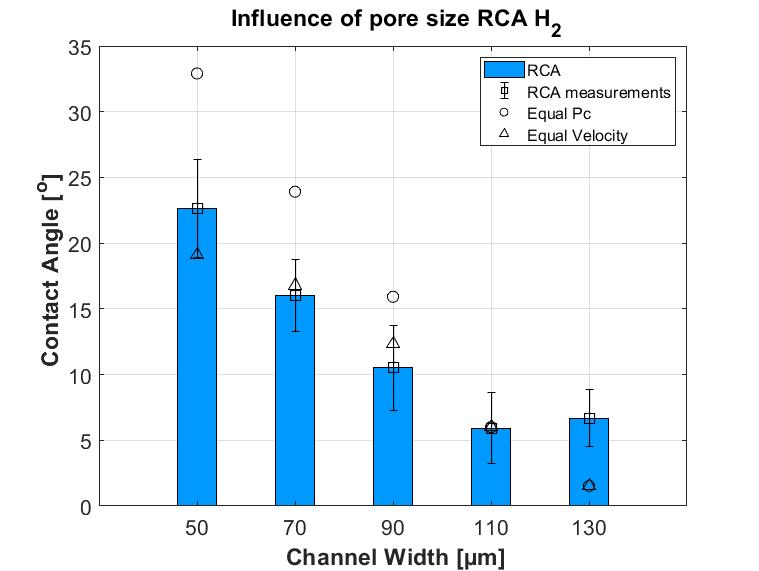 Influence of pore size RCA H₂
RCA
RCA measurements
Equal Pc
Equal Velocity
Contact Angle [°]
35
30
25
20
15
10
5
0
50 70 90 110 130
Channel Width [µm]